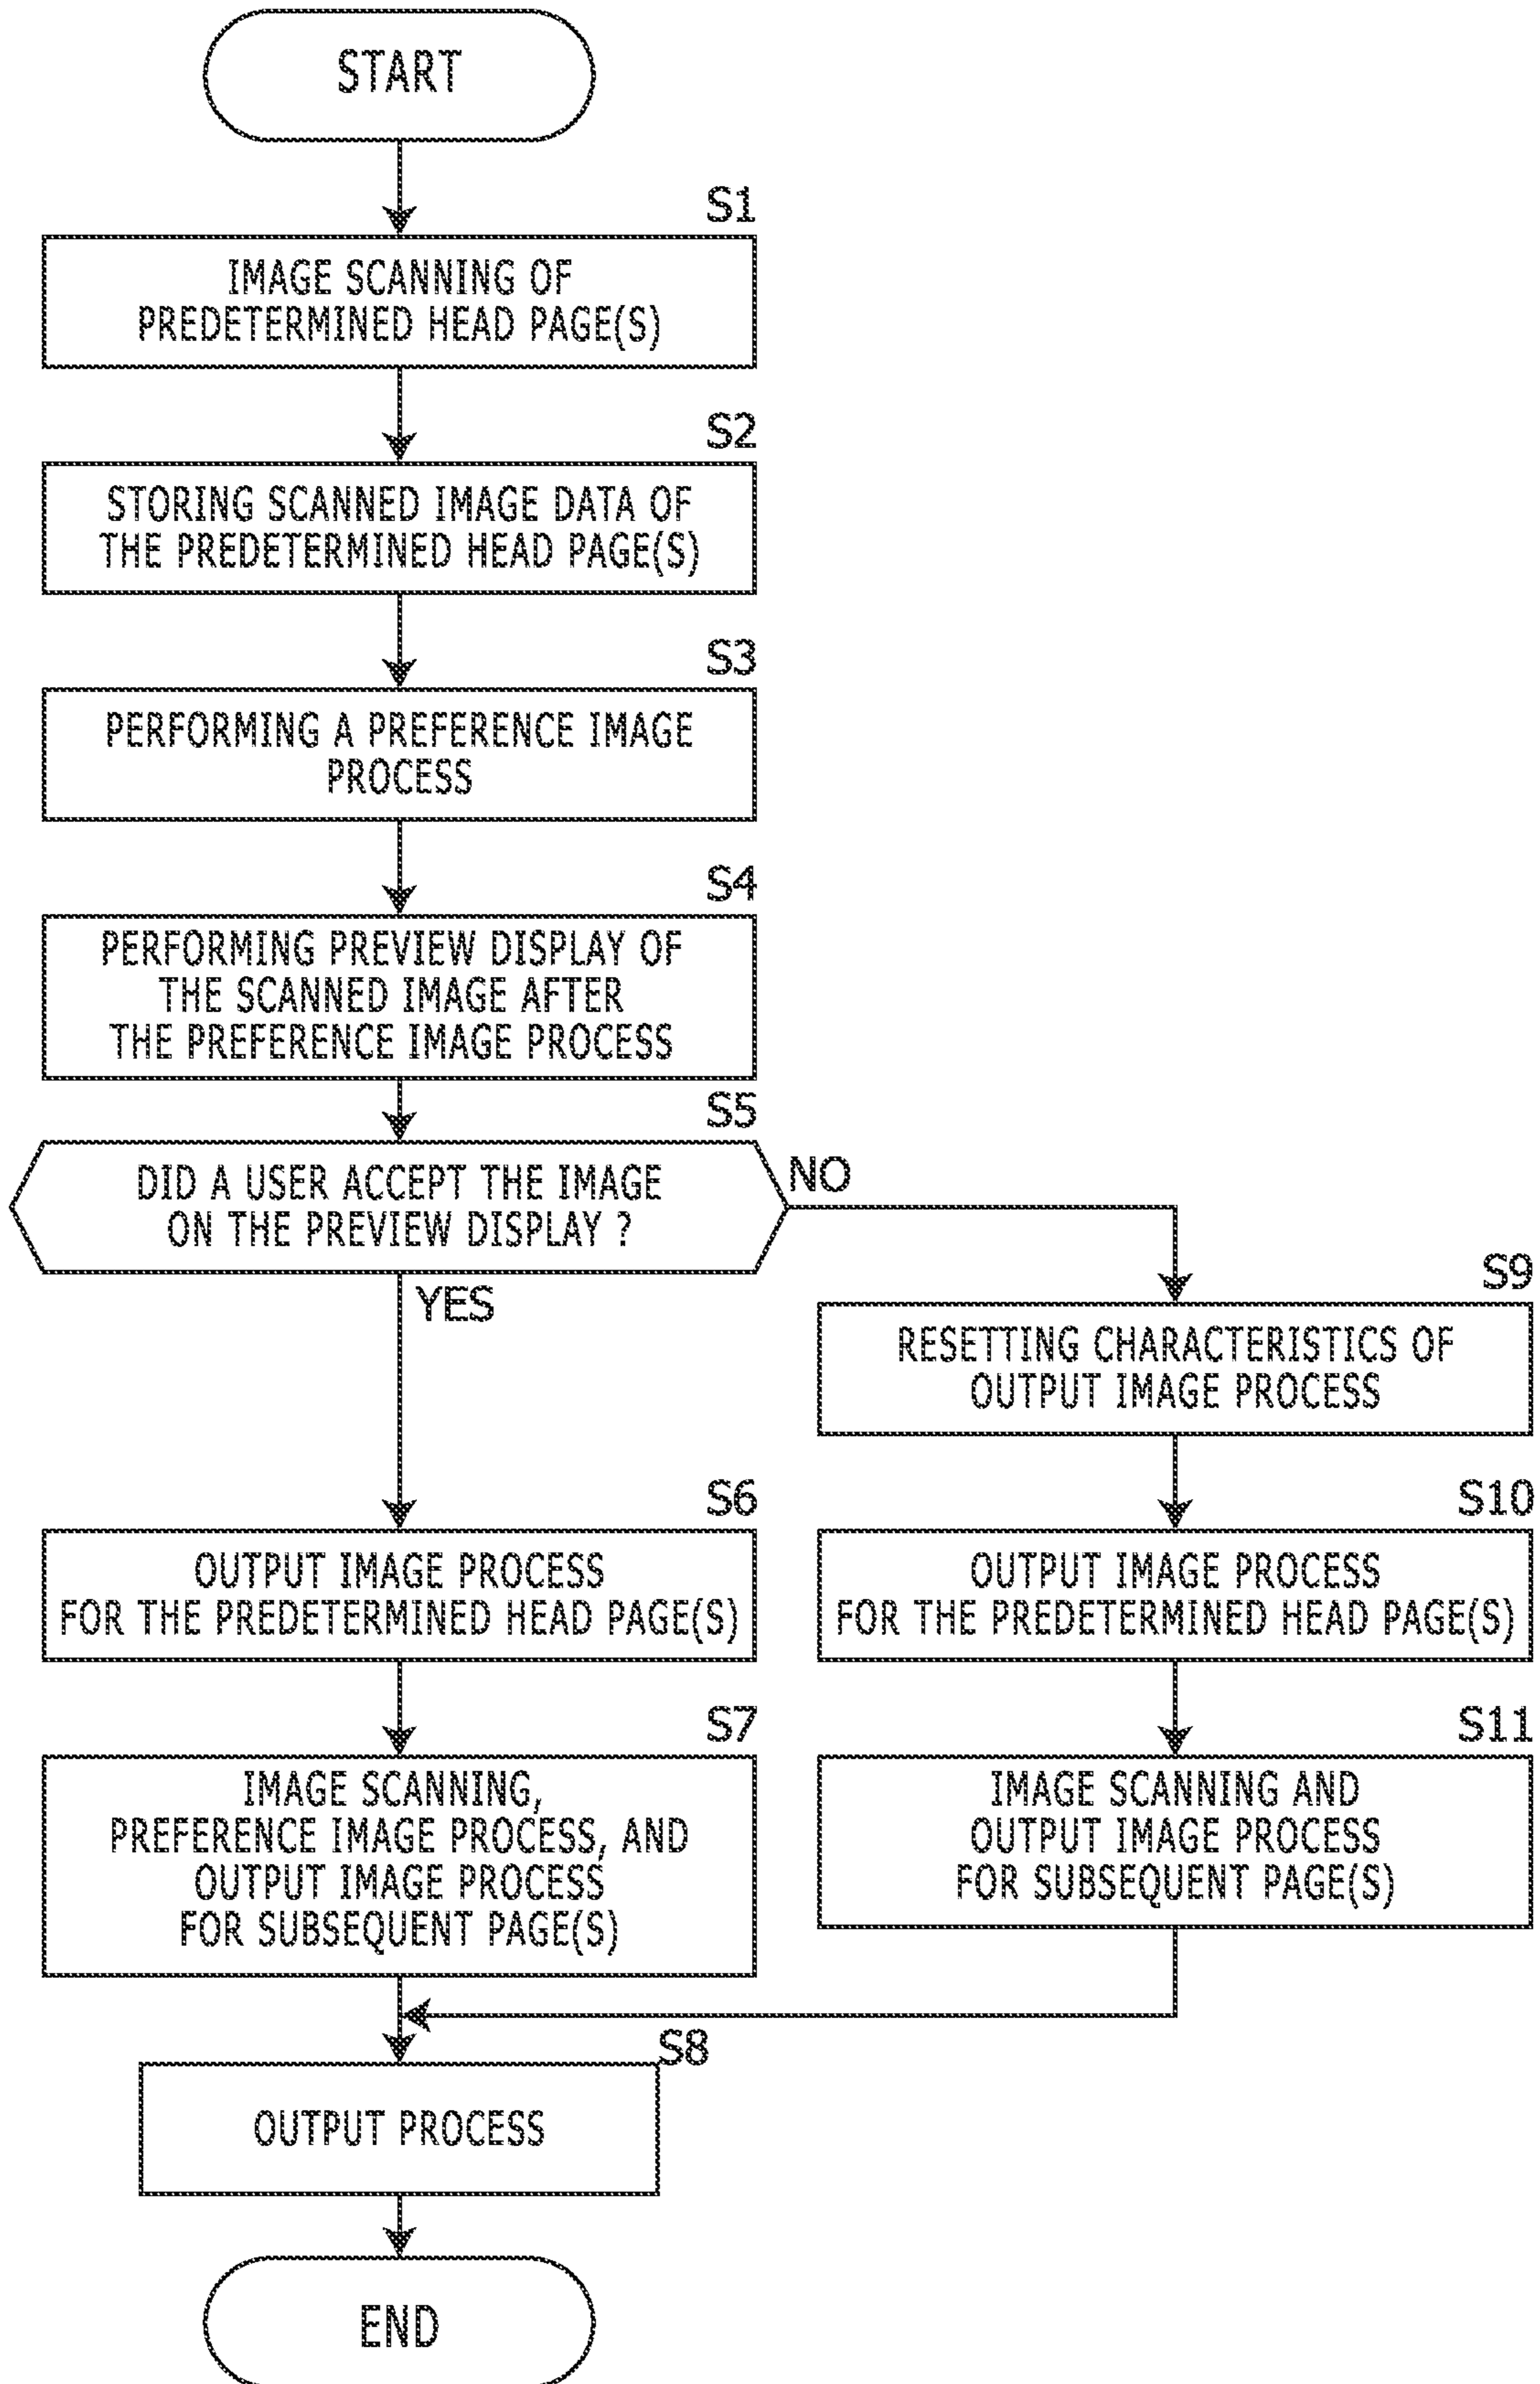 START
S1
IMAGE SCANNING OF
PREDETERMINED HEAD PAGE(S)
S2
STORING SCANNED IMAGE DATA OF
THE PREDETERMINED HEAD PAGE(S)
S3
PERFORMING A PREFERENCE IMAGE
PROCESS
S4
PERFORMING PREVIEW DISPLAY OF
THE SCANNED IMAGE AFTER
THE PREFERENCE IMAGE PROCESS
S5
DID A USER ACCEPT THE IMAGE
ON THE PREVIEW DISPLAY ?
NO
YES
S9
RESETTING CHARACTERISTICS OF
OUTPUT IMAGE PROCESS
S6
OUTPUT IMAGE PROCESS
FOR THE PREDETERMINED HEAD PAGE(S)
S10
OUTPUT IMAGE PROCESS
FOR THE PREDETERMINED HEAD PAGE(S)
S7
IMAGE SCANNING,
PREFERENCE IMAGE PROCESS, AND
OUTPUT IMAGE PROCESS
FOR SUBSEQUENT PAGE(S)
S11
IMAGE SCANNING AND
OUTPUT IMAGE PROCESS
FOR SUBSEQUENT PAGE(S)
S8
OUTPUT PROCESS
END